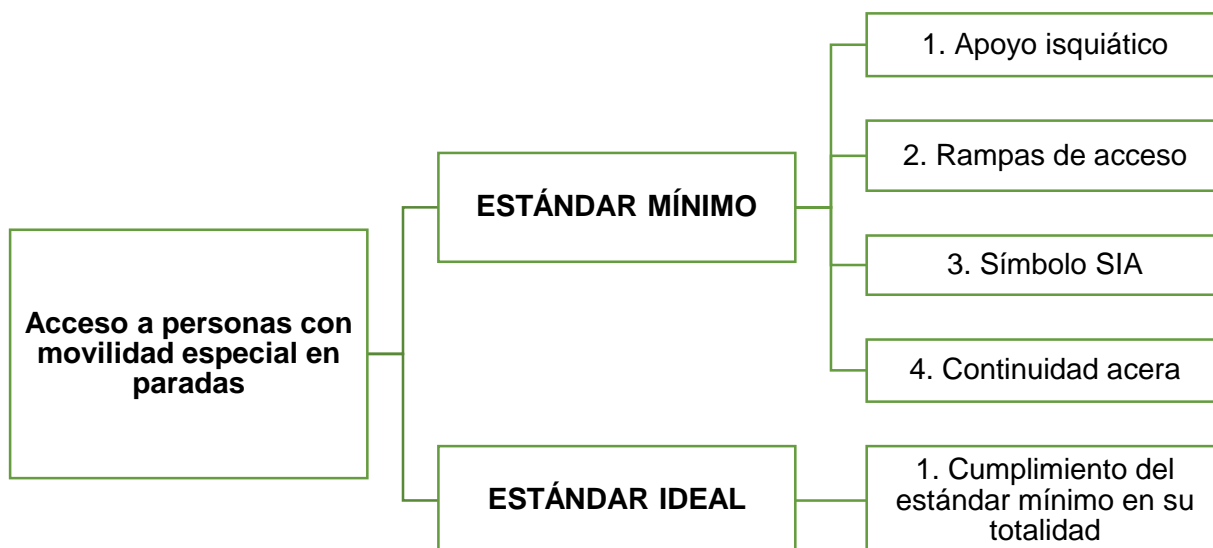 Acceso a personas con
movilidad especial en
paradas
ESTÁNDAR MÍNIMO
1. Apoyo isquiático
2. Rampas de acceso
3. Símbolo SIA
4. Continuidad acera
ESTÁNDAR IDEAL
1. Cumplimiento del
estándar mínimo en su
totalidad